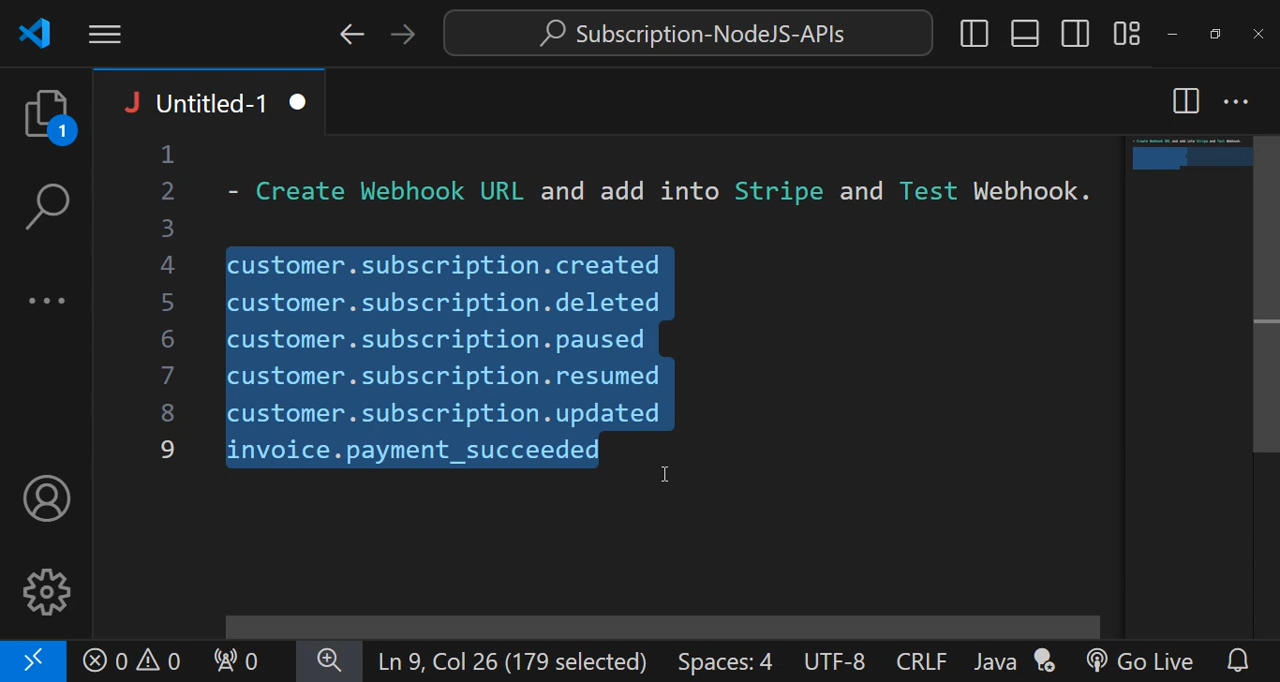 Subscription-NodeJS-APIs
J Untitled-1
1
1
2 - Create Webhook URL and add into Stripe and Test Webhook.
3
4 customer.subscription.created
5 customer.subscription.deleted
6 customer.subscription.paused
7 customer.subscription.resumed
8 customer.subscription.updated
9 invoice.payment_succeeded
0 0 0 Ln 9, Col 26 (179 selected) Spaces: 4 UTF-8 CRLF Java Go Live